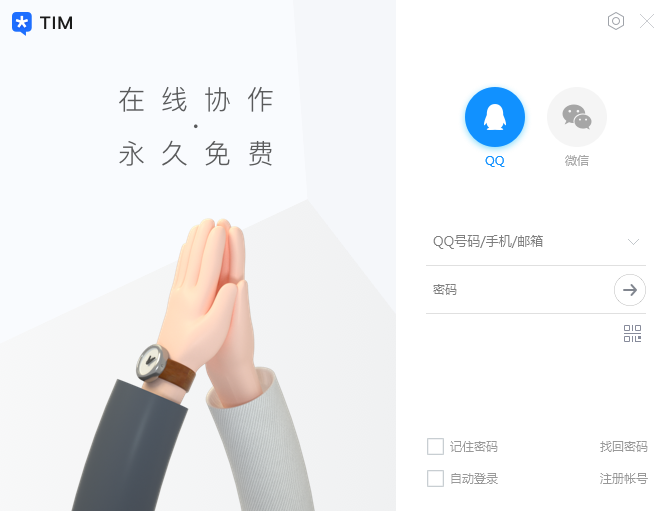 TIM
在线协作
·
永久免费
QQ
微信
QQ号码/手机/邮箱
密码
记住密码
找回密码
自动登录
注册帐号